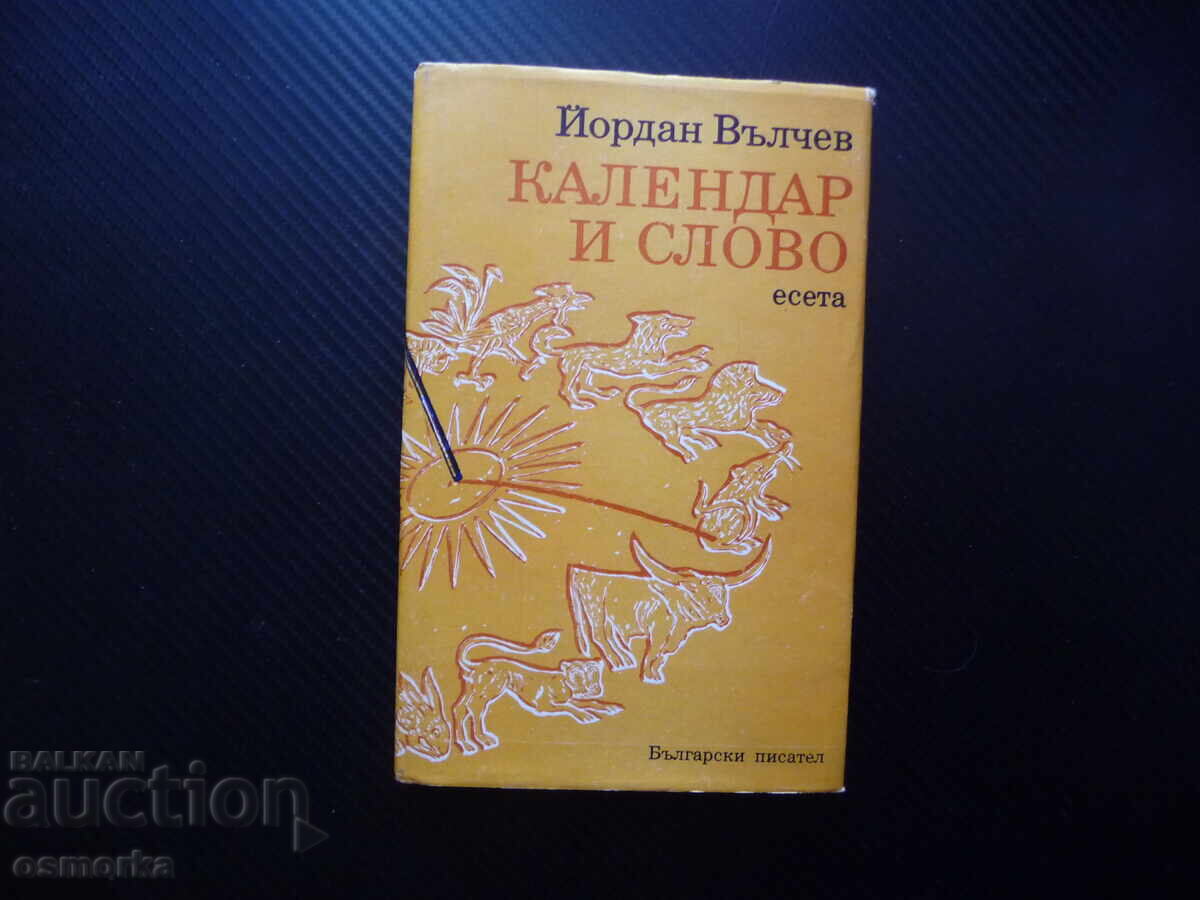 Йордан Вълчев
КАЛЕНДАР
И СЛОВО
есета
Български писател
BALKAN
auction
osmorka